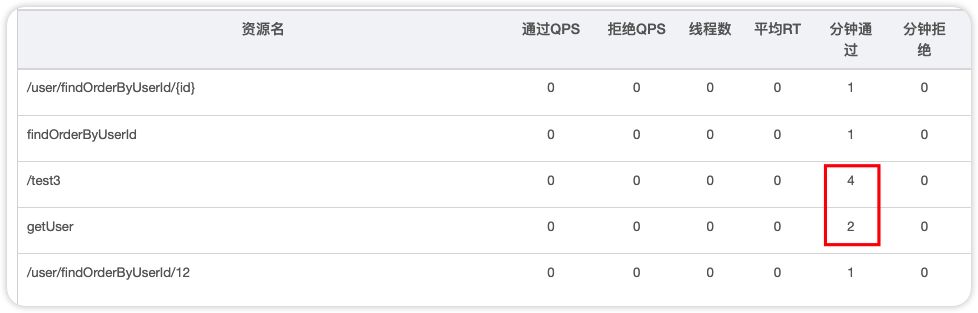 资源名 通过QPS 拒绝QPS 线程数 平均RT 分钟通过 分钟拒绝
/user/findOrderByUserId/{id} 0 0 0 0 1 0
findOrderByUserId 0 0 0 0 1 0
/test3 0 0 0 0 4 0
getUser 0 0 0 0 2 0
/user/findOrderByUserId/12 0 0 0 0 1 0